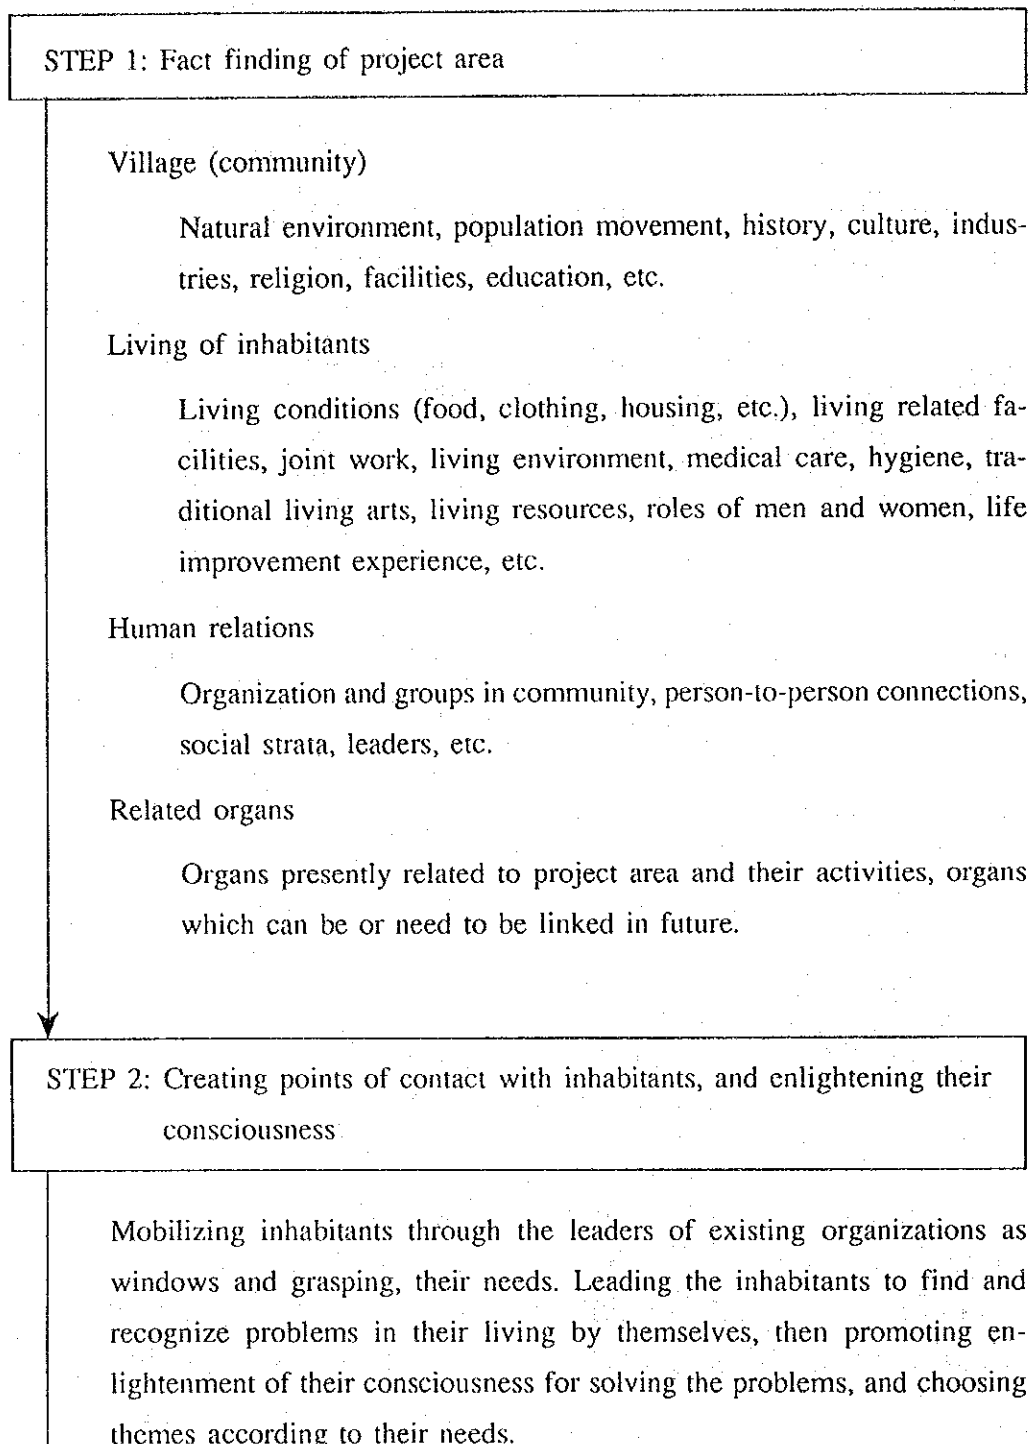 STEP 1: Fact finding of project area
Village (community)
Natural environment, population movement, history, culture, indus-
tries, religion, facilities, education, etc.
Living of inhabitants
Living conditions (food, clothing, housing, etc.), living related fa-
cilities, joint work, living environment, medical care, hygiene, tra-
ditional living arts, living resources, roles of men and women, life
improvement experience, etc.
Human relations
Organization and groups in community, person-to-person connections,
social strata, leaders, etc.
Related organs
Organs presently related to project area and their activities, organs
which can be or need to be linked in future.
STEP 2: Creating points of contact with inhabitants, and enlightening their
consciousness
Mobilizing inhabitants through the leaders of existing organizations as
windows and grasping, their needs. Leading the inhabitants to find and
recognize problems in their living by themselves, then promoting en-
lightenment of their consciousness for solving the problems, and choosing
themes according to their needs.